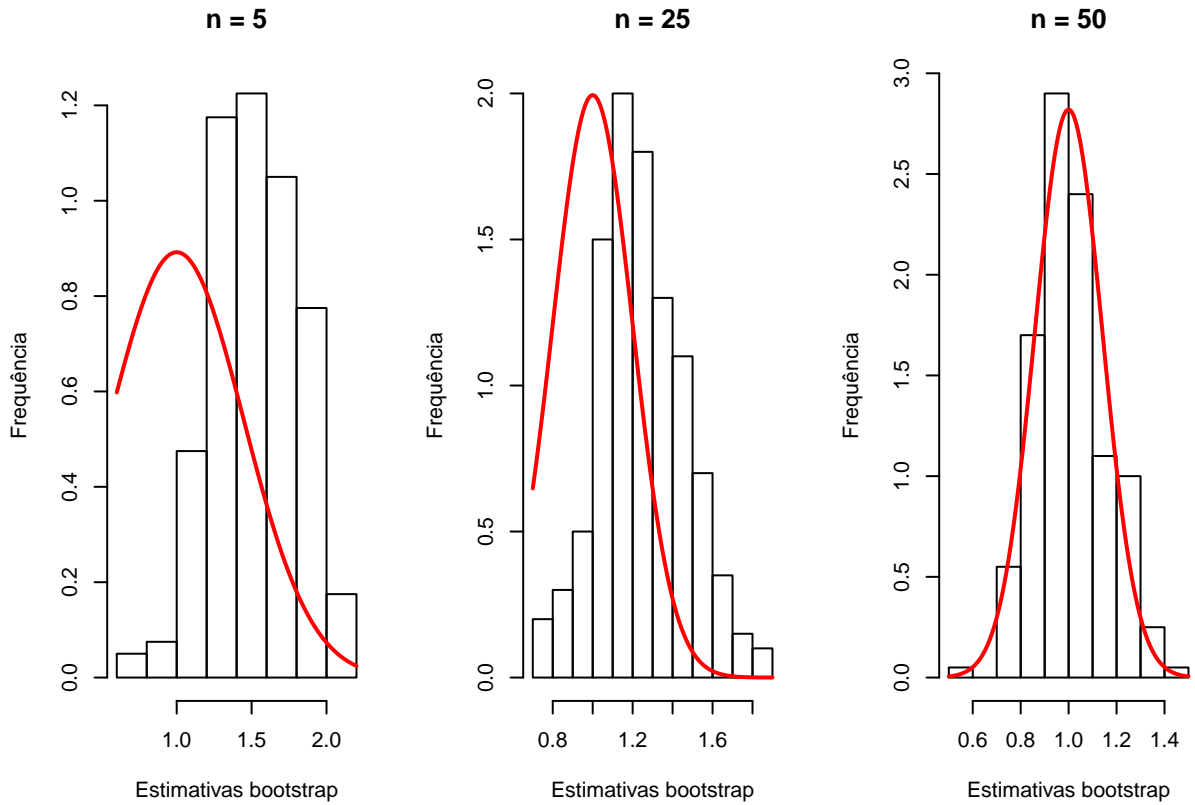 n = 5
Frequência
0.0 0.2 0.4 0.6 0.8 1.0 1.2
1.0 1.5 2.0
Estimativas bootstrap
n = 25
Frequência
0.0 0.5 1.0 1.5 2.0
0.8 1.2 1.6
Estimativas bootstrap
n = 50
Frequência
0.0 0.5 1.0 1.5 2.0 2.5 3.0
0.6 0.8 1.0 1.2 1.4
Estimativas bootstrap